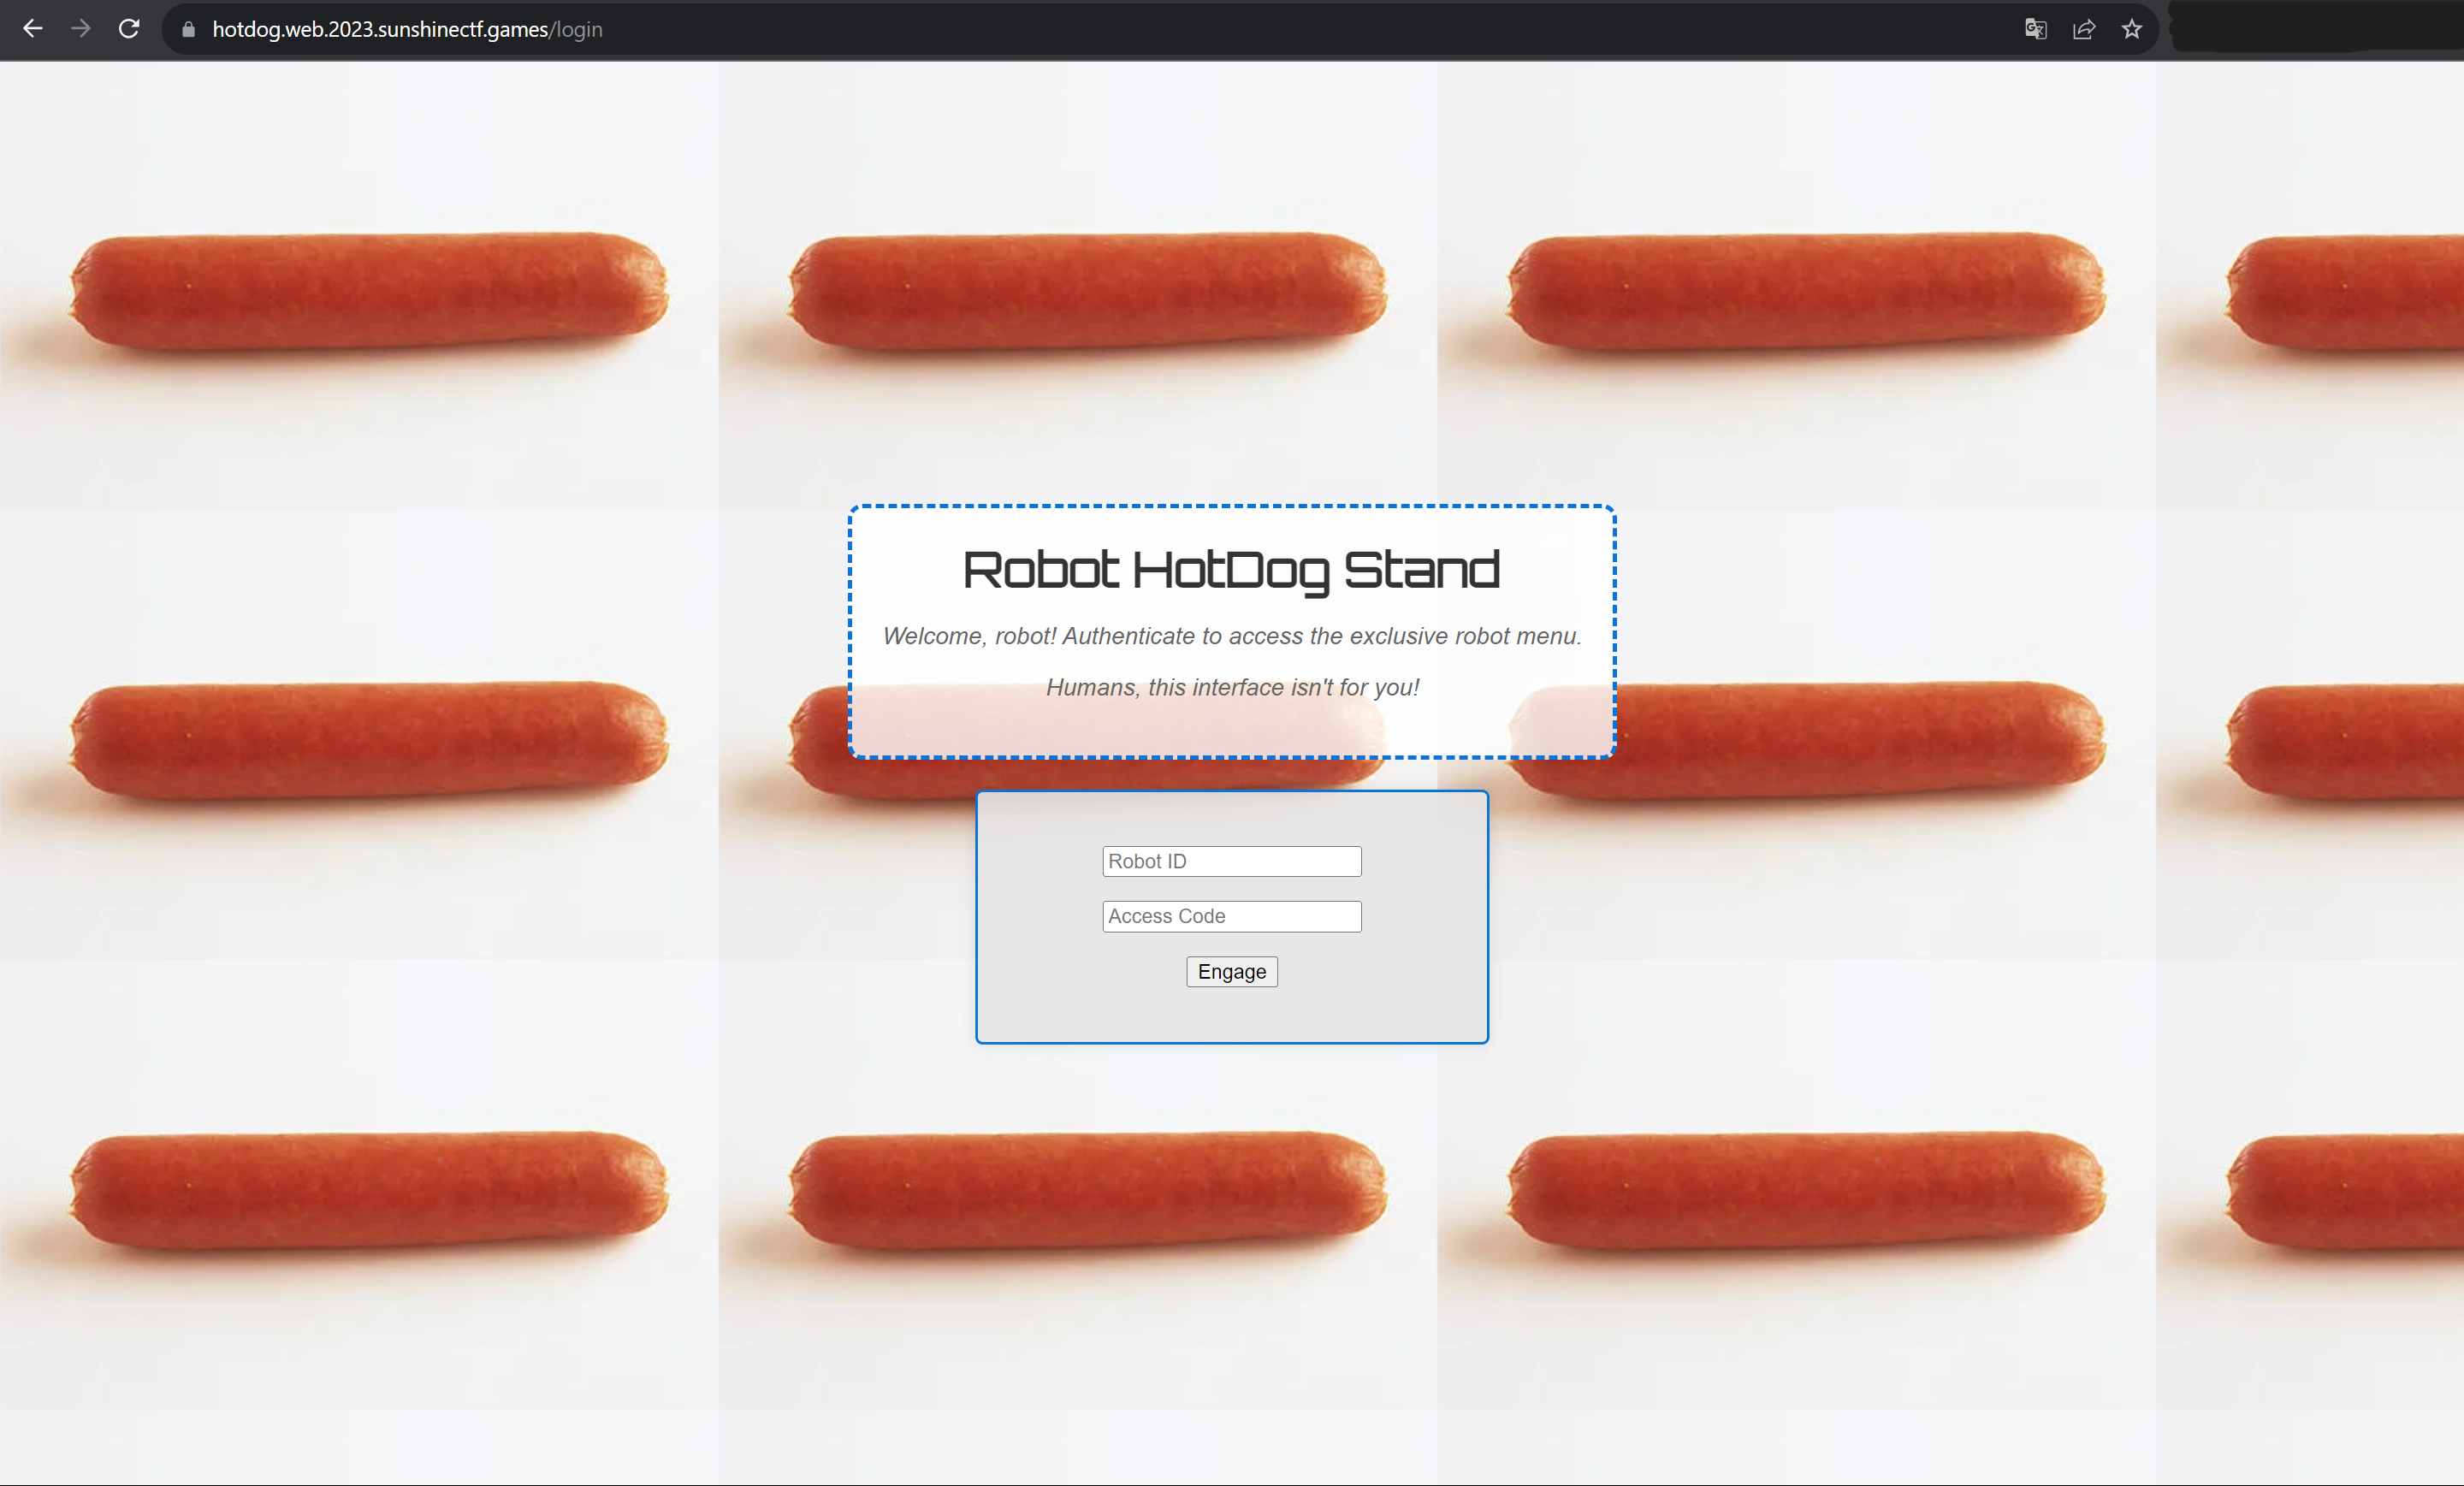 hotdog.web.2023.sunshinectf.games/login
Robot HotDog Stand
Welcome, robot! Authenticate to access the exclusive robot menu.
Humans, this interface isn't for you!
Robot ID
Access Code
Engage